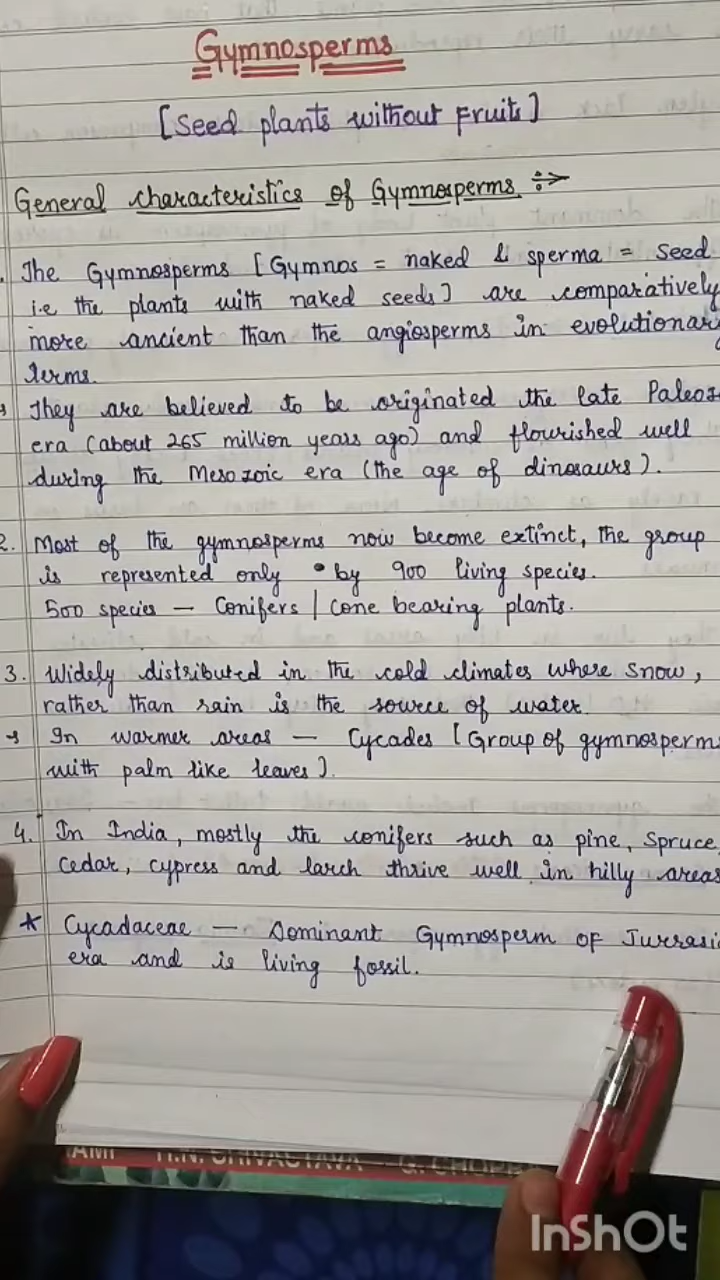 Gymnosperms
[Seed plants without Fruits]
General characteristics of Gymnosperms ÷>
. The Gymnosperms [Gymnos = naked & sperma = seed
i.e the plants with naked seeds] are comparatively
more ancient than the angiosperms in evolutionary
terms.
→ They are believed to be originated the late Paleoz
era (about 265 million years ago) and flourished well
during the Mesozoic era (the age of dinosaurs).
2. Most of the gymnosperms now become extinct, the group
is represented only by 900 living species.
500 species — Conifers / Cone bearing plants.
3. Widely distributed in the cold climates where snow,
rather than rain is the source of water.
→ In warmer areas — Cycades [Group of gymnosperms
with palm like leaves].
4. In India, mostly the conifers such as pine, Spruce,
Cedar, cypress and larch thrive well in hilly areas
* Cycadaceae — Dominant Gymnosperm of Jurrasic
era and is living fossil.
G. CHOP
InShOt